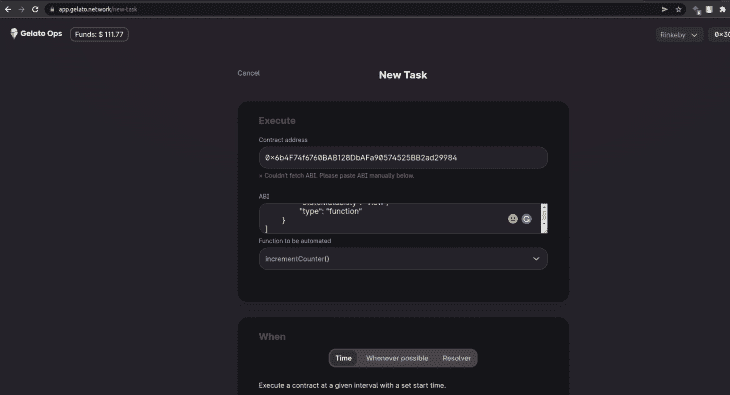 app.gelato.network/new-task
Gelato Ops
Funds: $ 111.77
Rinkeby
Cancel
New Task
Execute
Contract address
0x6b4F74f6760BAB128DbAFa90574525BB2ad29984
Couldn't fetch ABI. Please paste ABI manually below.
ABI
"type": "function"
}
]
Function to be automated
incrementCounter()
When
Time Whenever possible Resolver
Execute a contract at a given interval with a set start time.